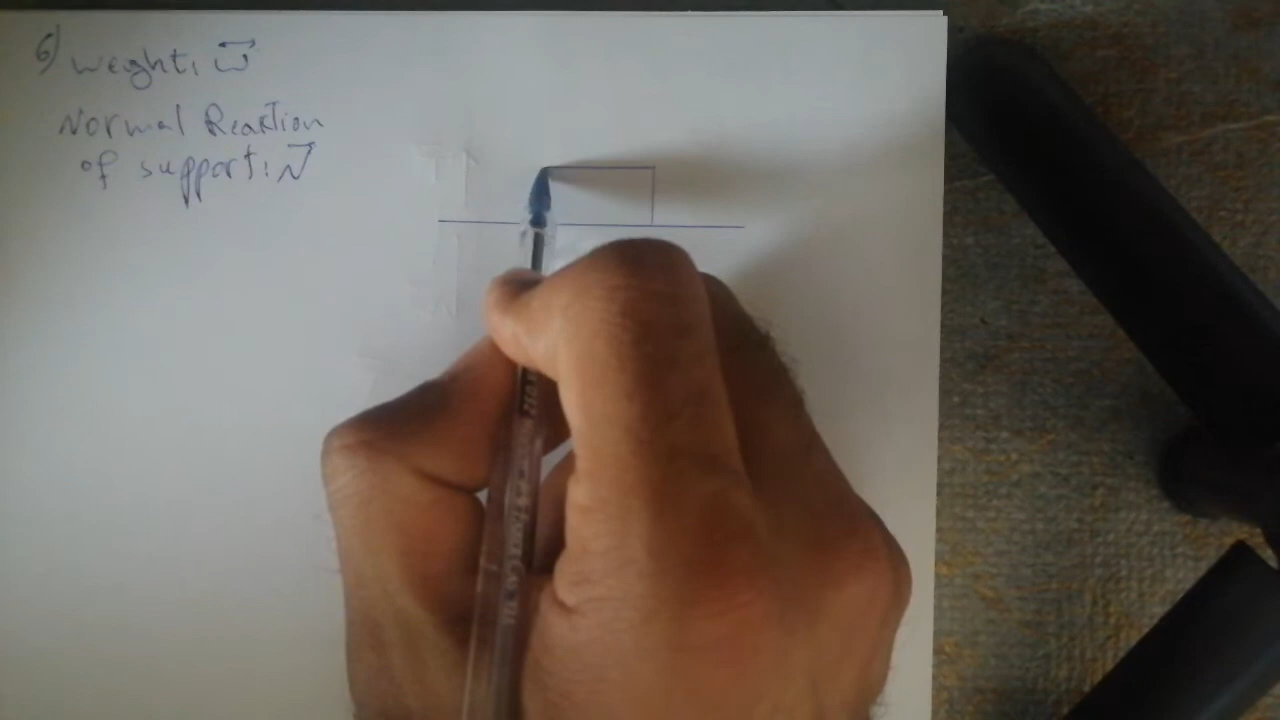 6) weight: w⃗
Normal Reaction
of support: N⃗